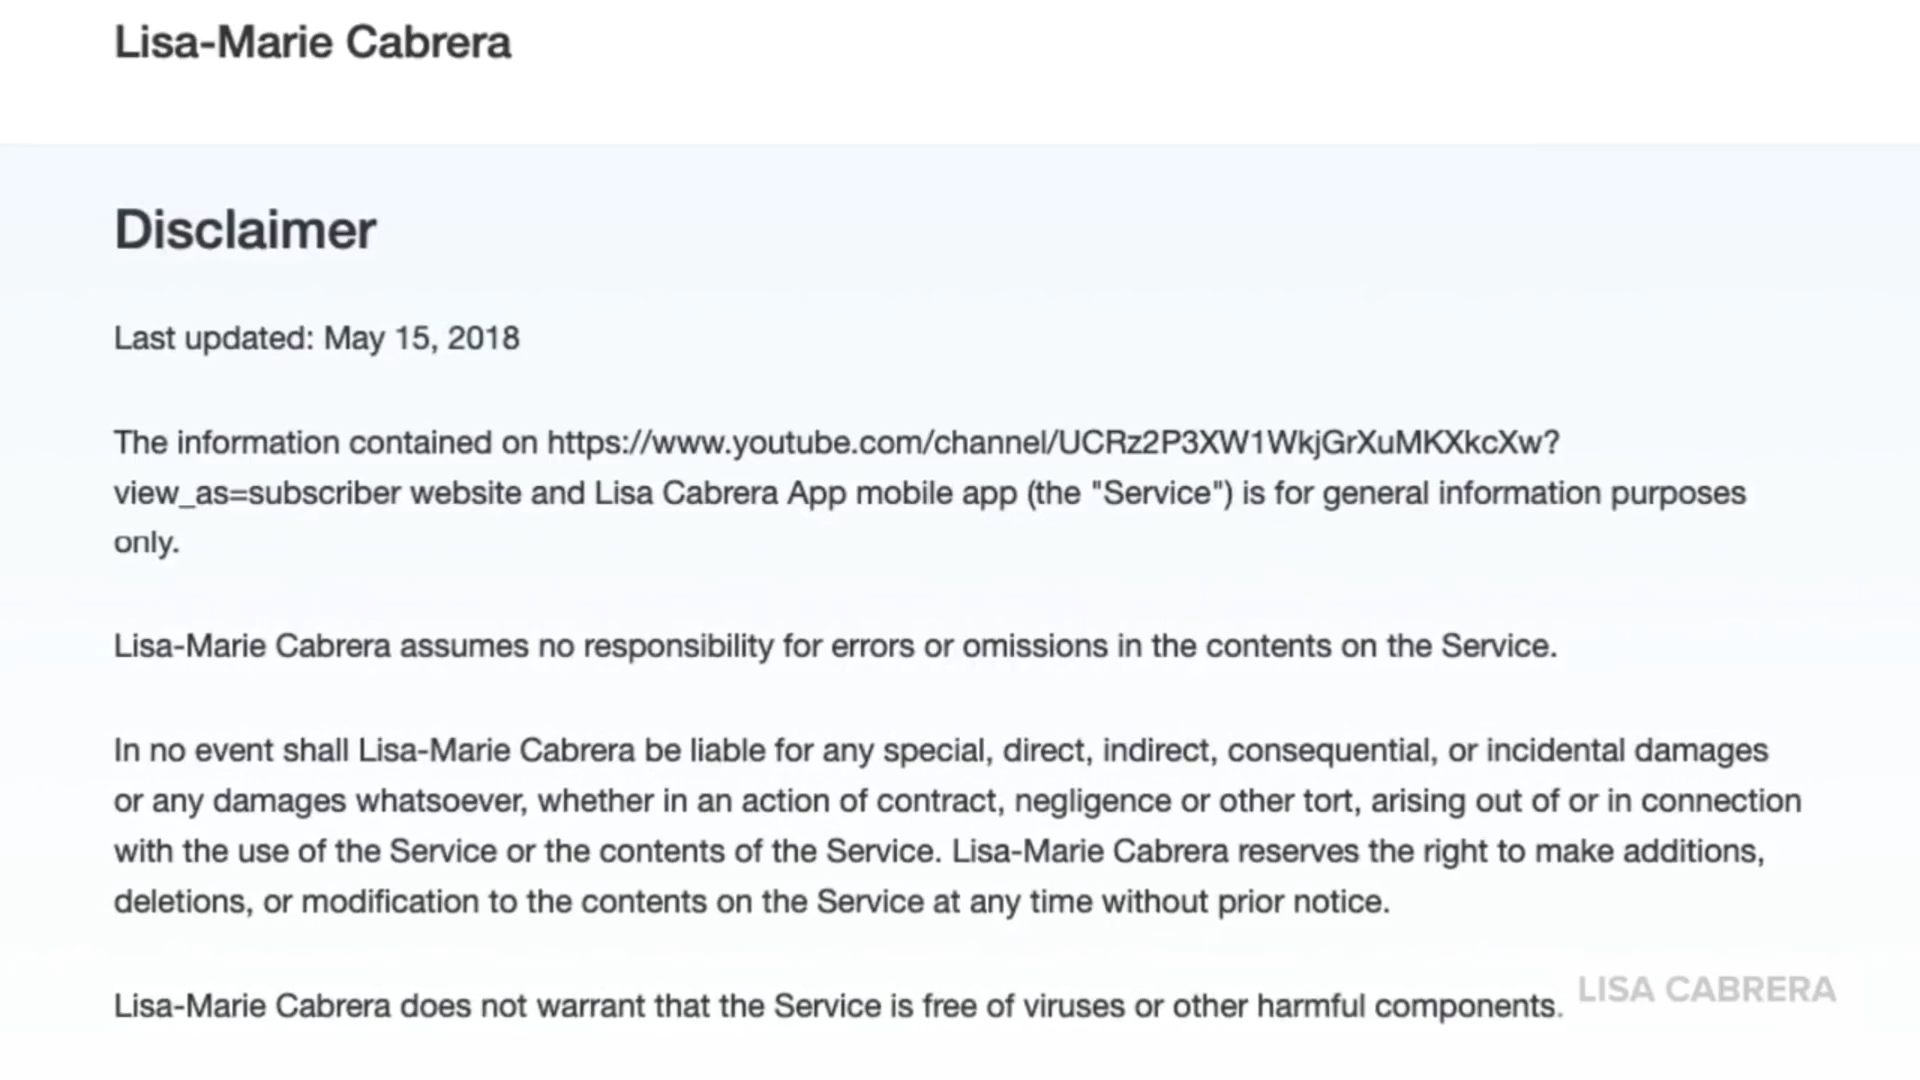 Lisa-Marie Cabrera
Disclaimer
Last updated: May 15, 2018
The information contained on https://www.youtube.com/channel/UCRz2P3XW1WkjGrXuMKXkcXw?
view_as=subscriber website and Lisa Cabrera App mobile app (the "Service") is for general information purposes
only.
Lisa-Marie Cabrera assumes no responsibility for errors or omissions in the contents on the Service.
In no event shall Lisa-Marie Cabrera be liable for any special, direct, indirect, consequential, or incidental damages
or any damages whatsoever, whether in an action of contract, negligence or other tort, arising out of or in connection
with the use of the Service or the contents of the Service. Lisa-Marie Cabrera reserves the right to make additions,
deletions, or modification to the contents on the Service at any time without prior notice.
Lisa-Marie Cabrera does not warrant that the Service is free of viruses or other harmful components.
LISA CABRERA